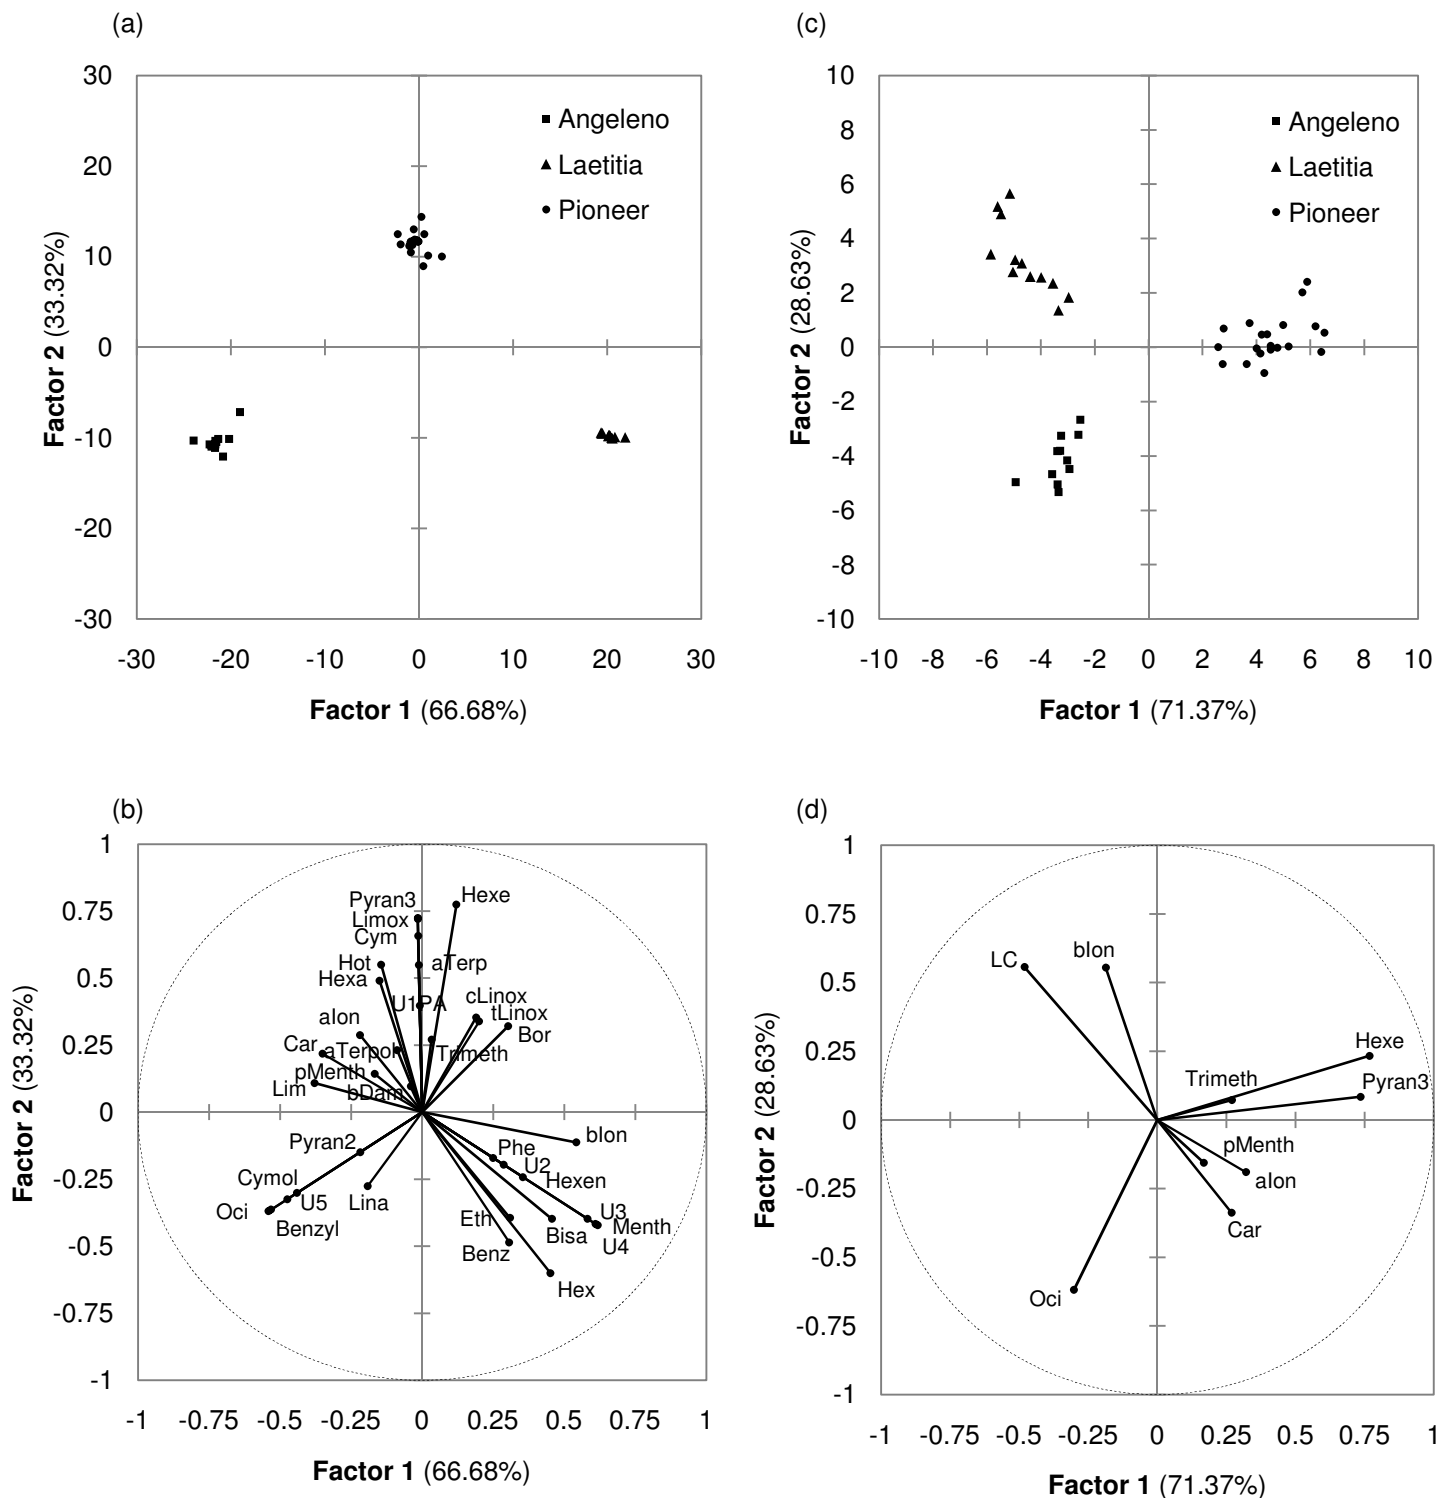 (a)
30
20
10
0
-10
-20
-30
Factor 2 (33.32%)
Angeleno
Laetitia
Pioneer
-30 -20 -10 0 10 20 30
Factor 1 (66.68%)
(c)
10
8
6
4
2
0
-2
-4
-6
-8
-10
Factor 2 (28.63%)
Angeleno
Laetitia
Pioneer
-10 -8 -6 -4 -2 0 2 4 6 8 10
Factor 1 (71.37%)
(b)
1
0.75
0.5
0.25
0
-0.25
-0.5
-0.75
-1
Factor 2 (33.32%)
Pyran3
Hexe
Limox
Cym
Hot
aTerp
Hexa
U1
PA
cLinox
tLinox
aIon
Bor
Car
aTerpol
Trimeth
pMenth
Lim
bDam
bIon
Pyran2
Phe
U2
Cymol
Hexen
U5
Lina
Oci
Benzyl
Eth
U3
Menth
Bisa
U4
Benz
Hex
-1 -0.75 -0.5 -0.25 0 0.25 0.5 0.75 1
Factor 1 (66.68%)
(d)
1
0.75
0.5
0.25
0
-0.25
-0.5
-0.75
-1
Factor 2 (28.63%)
LC
bIon
Hexe
Trimeth
Pyran3
pMenth
aIon
Car
Oci
-1 -0.75 -0.5 -0.25 0 0.25 0.5 0.75 1
Factor 1 (71.37%)